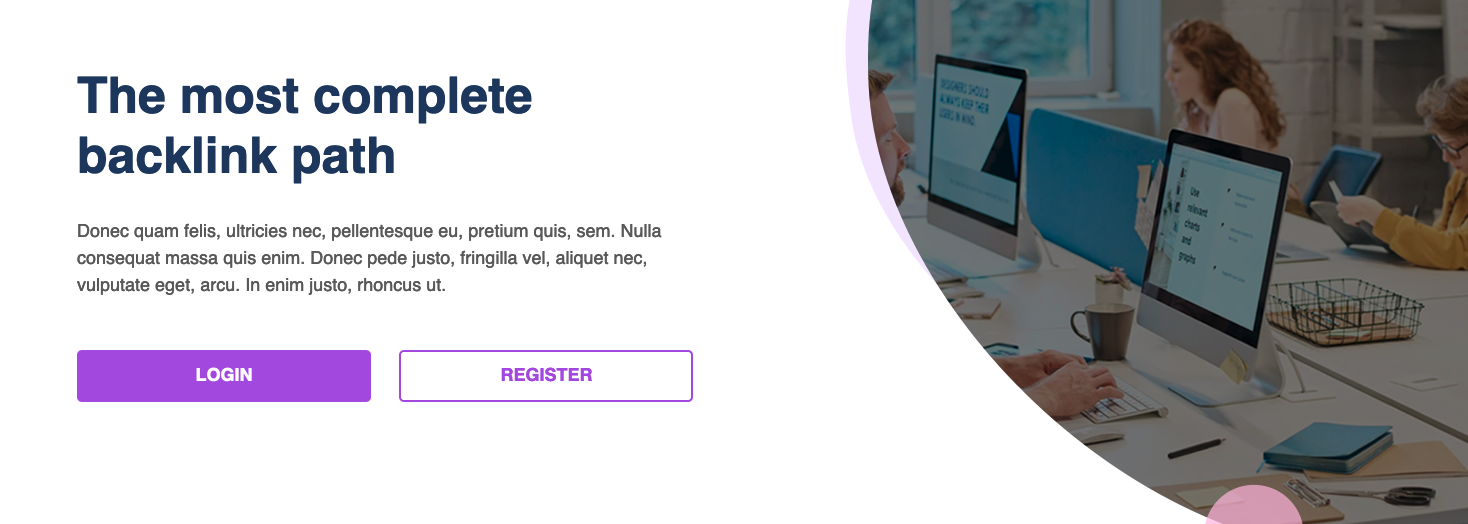 The most complete
backlink path
Donec quam felis, ultricies nec, pellentesque eu, pretium quis, sem. Nulla
consequat massa quis enim. Donec pede justo, fringilla vel, aliquet nec,
vulputate eget, arcu. In enim justo, rhoncus ut.
LOGIN
REGISTER
DESIGNERS SHOULD
ALWAYS KEEP THEIR
USERS IN MIND.
Use
relevant
charts
and
graphs